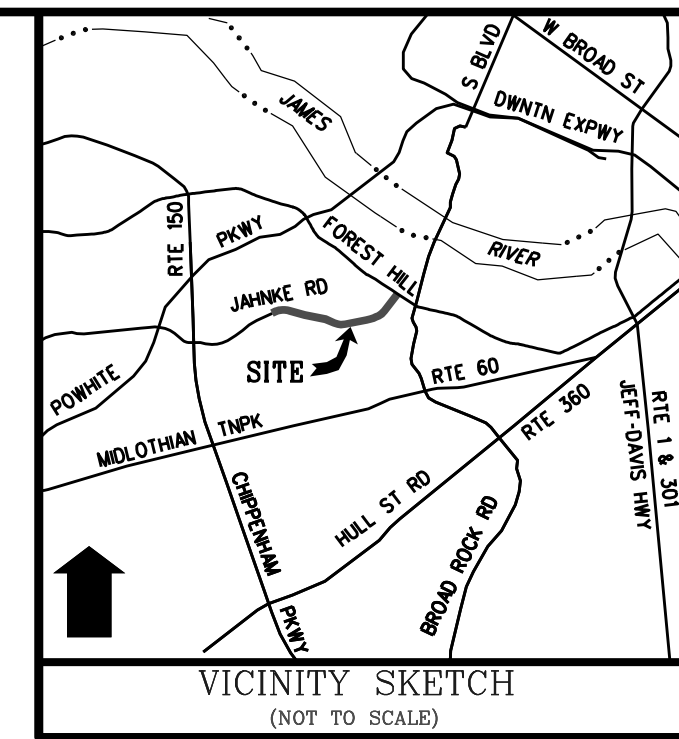 W BROAD ST
S BLVD
DWNTN EXPWY
JAMES
RTE 150
PKWY
FOREST HILL
RIVER
JAHNKE RD
SITE
RTE 60
POWHITE
RTE 360
JEFF-DAVIS HWY
RTE 1 & 301
MIDLOTHIAN TNPK
HULL ST RD
CHIPPENHAM
PKWY
BROAD ROCK RD
VICINITY SKETCH
(NOT TO SCALE)